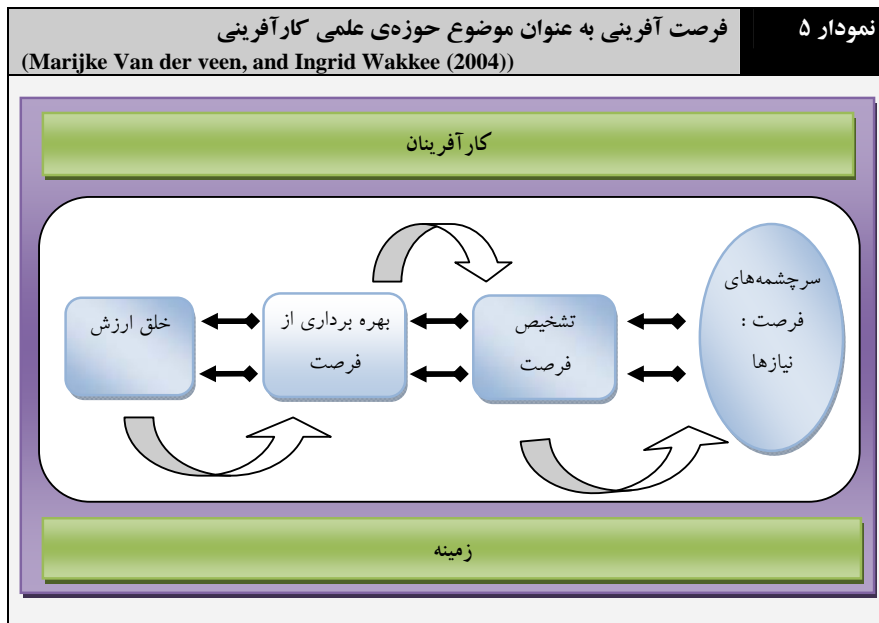 نمودار ۵
فرصت آفرینی به عنوان موضوع حوزه‌ی علمی کارآفرینی
(Marijke Van der veen, and Ingrid Wakkee (2004))
کارآفرینان
سرچشمه‌های
فرصت :
نیازها
تشخیص
فرصت
بهره برداری از
فرصت
خلق ارزش
زمینه